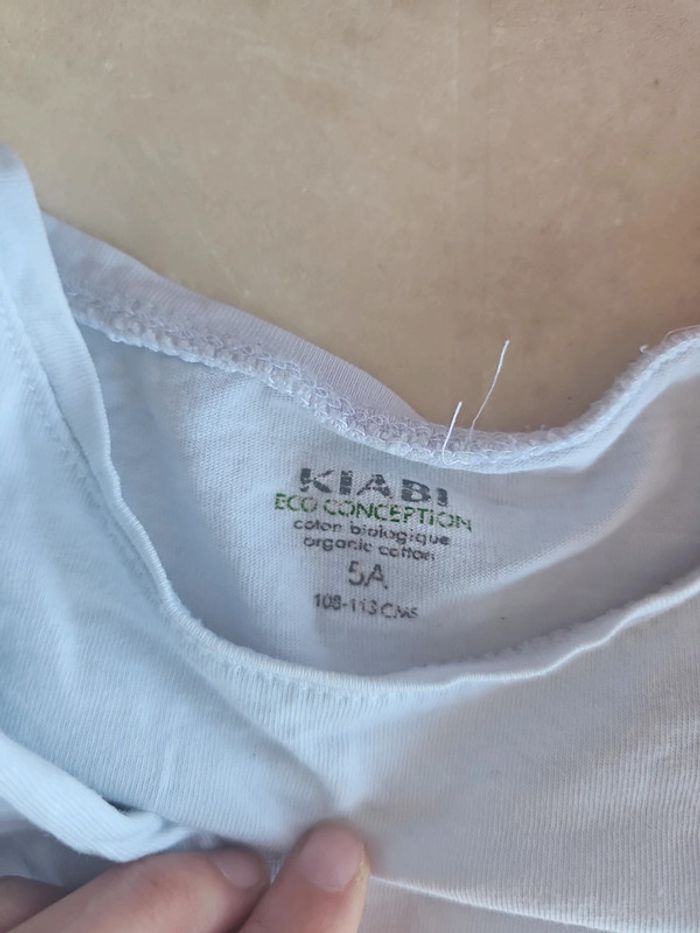 KIABI
ECO CONCEPTION
coton biologique
organic cotton
5A
108-113 CMS